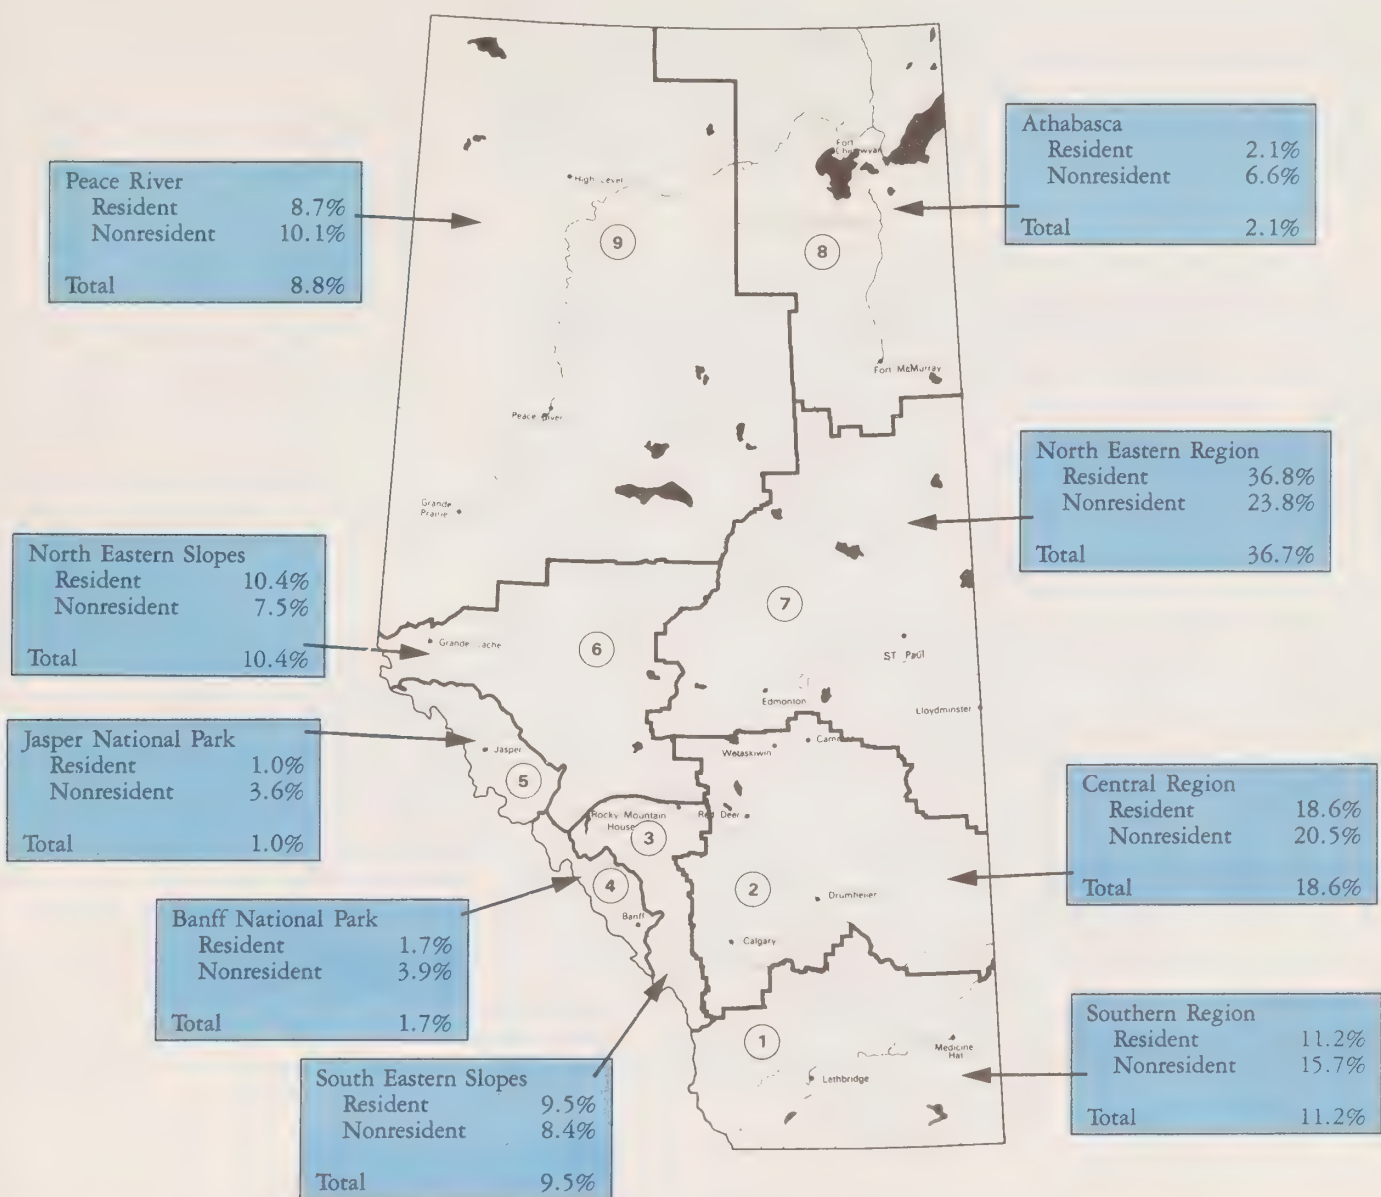 Peace River
Resident 8.7%
Nonresident 10.1%
Total 8.8%
Athabasca
Resident 2.1%
Nonresident 6.6%
Total 2.1%
North Eastern Region
Resident 36.8%
Nonresident 23.8%
Total 36.7%
North Eastern Slopes
Resident 10.4%
Nonresident 7.5%
Total 10.4%
Jasper National Park
Resident 1.0%
Nonresident 3.6%
Total 1.0%
Central Region
Resident 18.6%
Nonresident 20.5%
Total 18.6%
Banff National Park
Resident 1.7%
Nonresident 3.9%
Total 1.7%
Southern Region
Resident 11.2%
Nonresident 15.7%
Total 11.2%
South Eastern Slopes
Resident 9.5%
Nonresident 8.4%
Total 9.5%
Fort
High Level
9
8
Fort McMurray
Peace River
Grande
Prairie
7
Grande
6
ST. Paul
Edmonton
Lloydminster
Wetaskiwin
Jasper
5
Rocky Mountain
House
Red Deer
3
4
2
Drumheller
Banff
Calgary
1
Medicine
Hat
Lethbridge